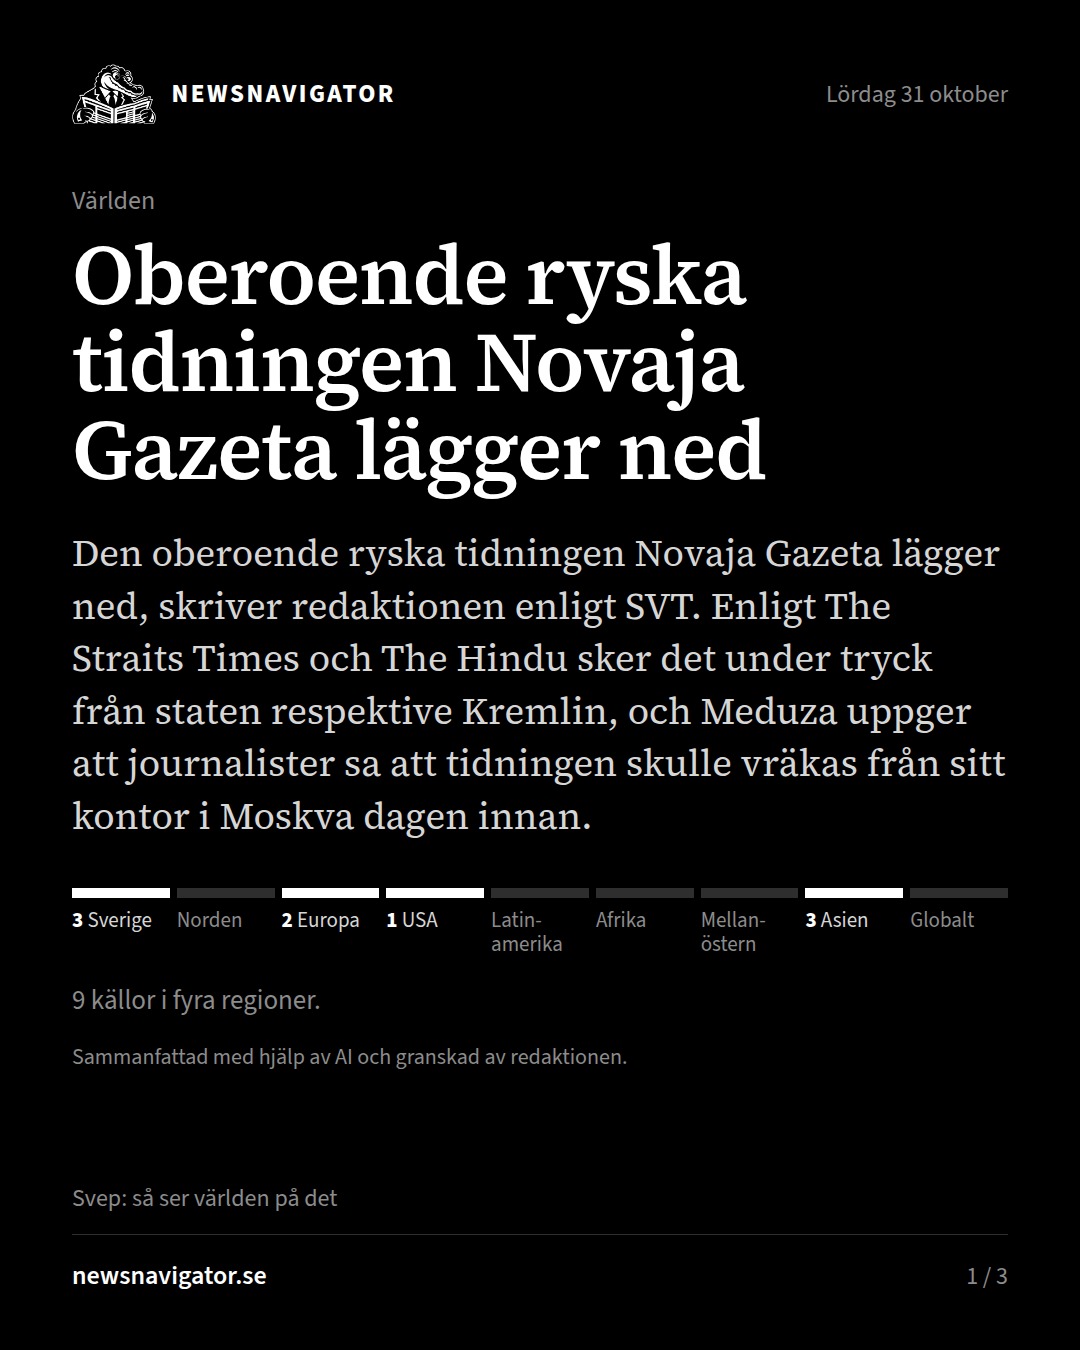 NEWSNAVIGATOR
Lördag 31 oktober
Världen
Oberoende ryska
tidningen Novaja
Gazeta lägger ned
Den oberoende ryska tidningen Novaja Gazeta lägger
ned, skriver redaktionen enligt SVT. Enligt The
Straits Times och The Hindu sker det under tryck
från staten respektive Kremlin, och Meduza uppger
att journalister sa att tidningen skulle vräkas från sitt
kontor i Moskva dagen innan.
3 Sverige
Norden
2 Europa
1 USA
Latin-
amerika
Afrika
Mellan-
östern
3 Asien
Globalt
9 källor i fyra regioner.
Sammanfattad med hjälp av AI och granskad av redaktionen.
Svep: så ser världen på det
newsnavigator.se
1 / 3